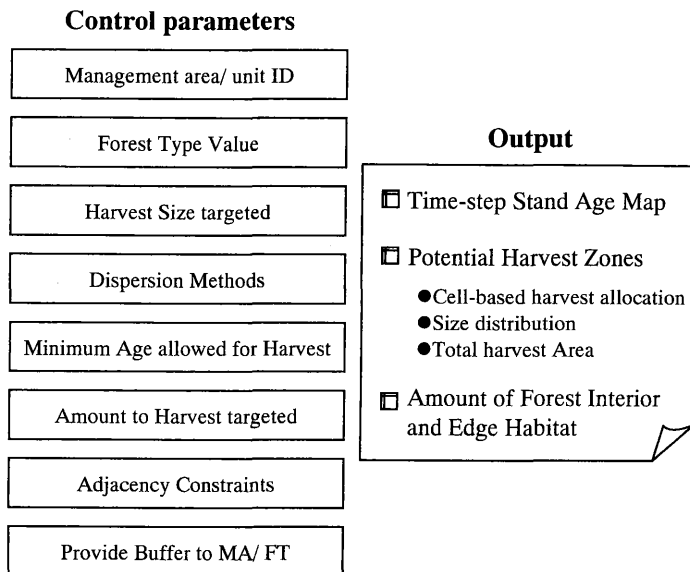 Control parameters
Management area/ unit ID
Forest Type Value
Harvest Size targeted
Dispersion Methods
Minimum Age allowed for Harvest
Amount to Harvest targeted
Adjacency Constraints
Provide Buffer to MA/ FT
Output
Time-step Stand Age Map
Potential Harvest Zones
●Cell-based harvest allocation
●Size distribution
●Total harvest Area
Amount of Forest Interior
and Edge Habitat